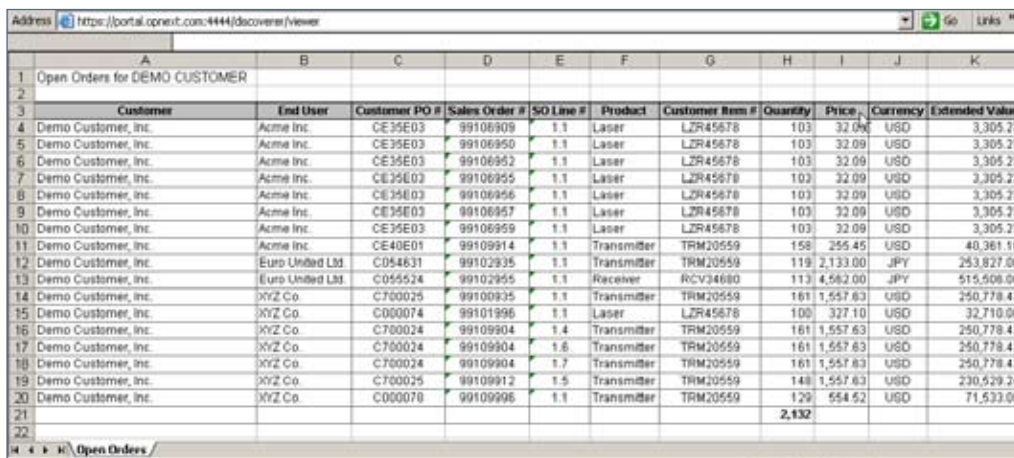 Address https://portal.opnext.com:4444/discoverer/viewer Go Links »
A B C D E F G H I J K
1 Open Orders for DEMO CUSTOMER
2
3 Customer End User Customer PO # Sales Order # SO Line # Product Customer Item # Quantity Price Currency Extended Value
4 Demo Customer, Inc. Acme Inc. CE35E03 99106909 1.1 Laser LZR45678 103 32.09 USD 3,305.2
5 Demo Customer, Inc. Acme Inc. CE35E03 99106950 1.1 Laser LZR45678 103 32.09 USD 3,305.2
6 Demo Customer, Inc. Acme Inc. CE35E03 99106952 1.1 Laser LZR45678 103 32.09 USD 3,305.2
7 Demo Customer, Inc. Acme Inc. CE35E03 99106955 1.1 Laser LZR45678 103 32.09 USD 3,305.2
8 Demo Customer, Inc. Acme Inc. CE35E03 99106956 1.1 Laser LZR45678 103 32.09 USD 3,305.2
9 Demo Customer, Inc. Acme Inc. CE35E03 99106957 1.1 Laser LZR45678 103 32.09 USD 3,305.2
10 Demo Customer, Inc. Acme Inc. CE35E03 99106959 1.1 Laser LZR45678 103 32.09 USD 3,305.2
11 Demo Customer, Inc. Acme Inc. CE40E01 99109914 1.1 Transmitter TRM20559 158 255.45 USD 40,361.1
12 Demo Customer, Inc. Euro United Ltd. C054631 99102935 1.1 Transmitter TRM20559 119 2,133.00 JPY 253,827.0
13 Demo Customer, Inc. Euro United Ltd. C055524 99102955 1.1 Receiver RCV34680 113 4,562.00 JPY 515,506.0
14 Demo Customer, Inc. XYZ Co. C700025 99100935 1.1 Transmitter TRM20559 161 1,557.63 USD 250,778.4
15 Demo Customer, Inc. XYZ Co. C000074 99101996 1.1 Laser LZR45678 100 327.10 USD 32,710.0
16 Demo Customer, Inc. XYZ Co. C700024 99109904 1.4 Transmitter TRM20559 161 1,557.63 USD 250,778.4
17 Demo Customer, Inc. XYZ Co. C700024 99109904 1.6 Transmitter TRM20559 161 1,557.63 USD 250,778.4
18 Demo Customer, Inc. XYZ Co. C700024 99109904 1.7 Transmitter TRM20559 161 1,557.63 USD 250,778.4
19 Demo Customer, Inc. XYZ Co. C700025 99109912 1.5 Transmitter TRM20559 148 1,557.63 USD 230,529.2
20 Demo Customer, Inc. XYZ Co. C000078 99109996 1.1 Transmitter TRM20559 129 554.52 USD 71,533.0
21 2,132
22
Open Orders